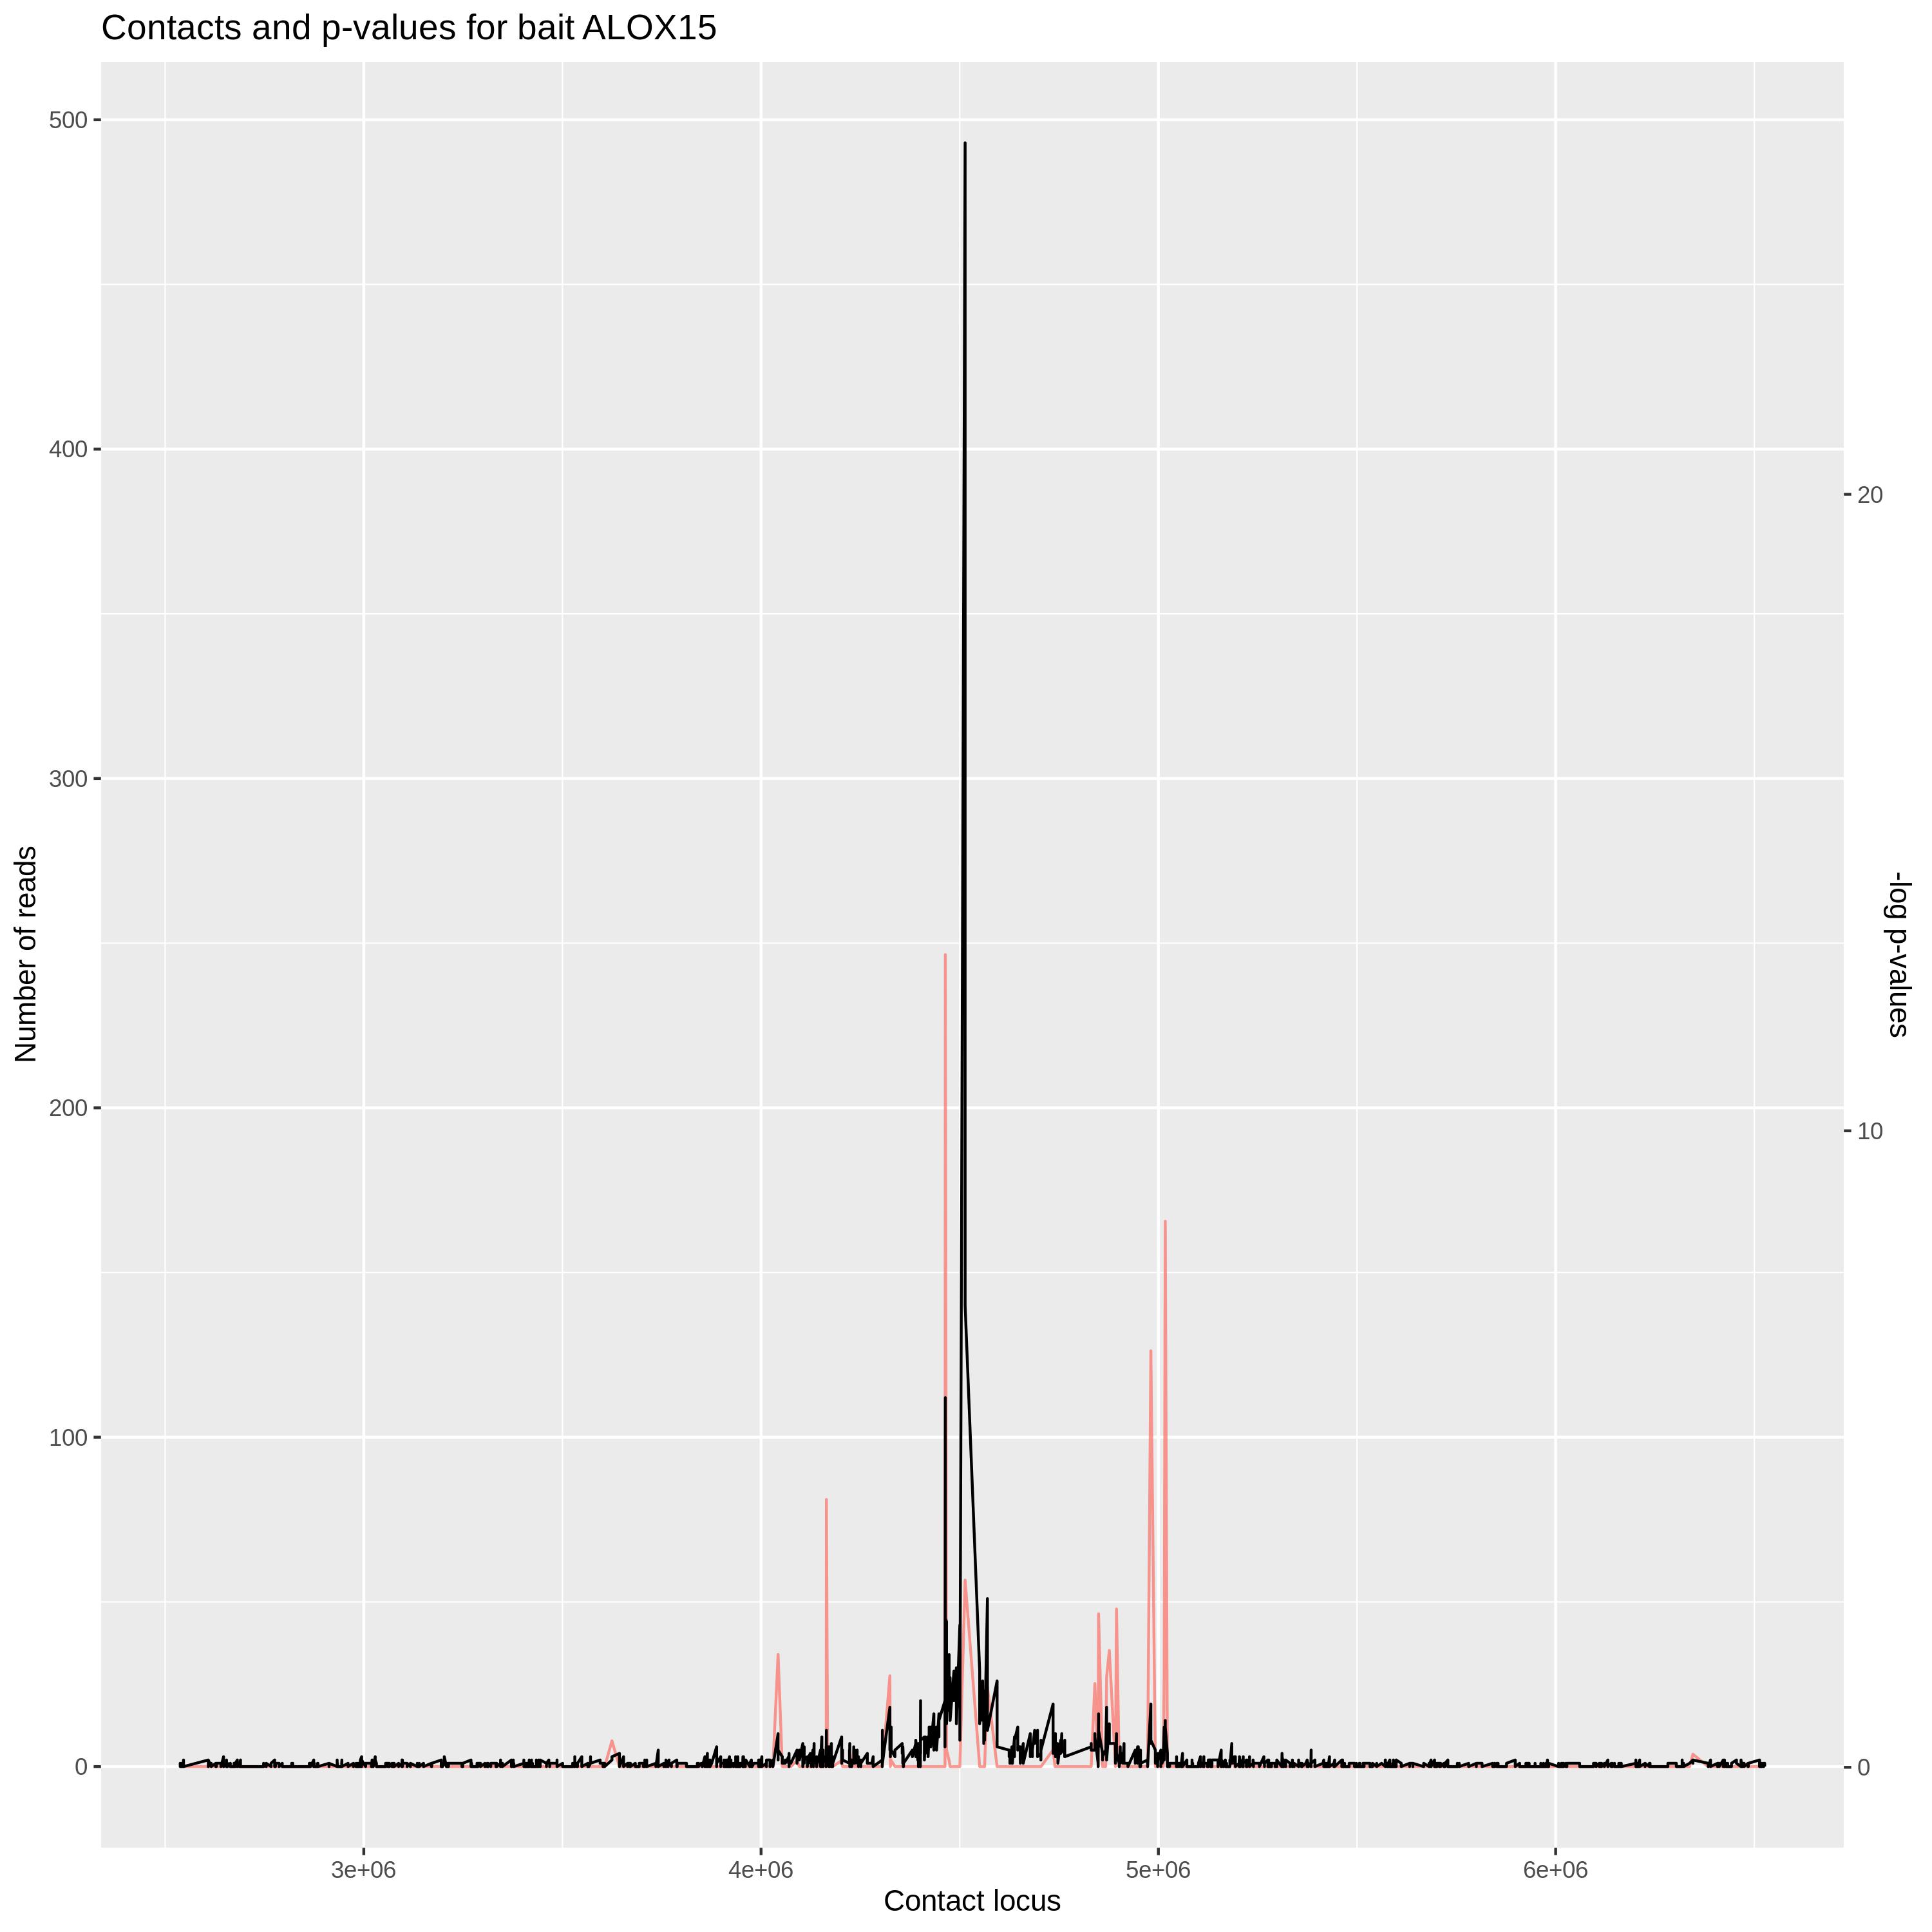 Contacts and p-values for bait ALOX15
500
400
300
200
100
0
Number of reads
20
10
0
-log p-values
3e+06
4e+06
5e+06
6e+06
Contact locus